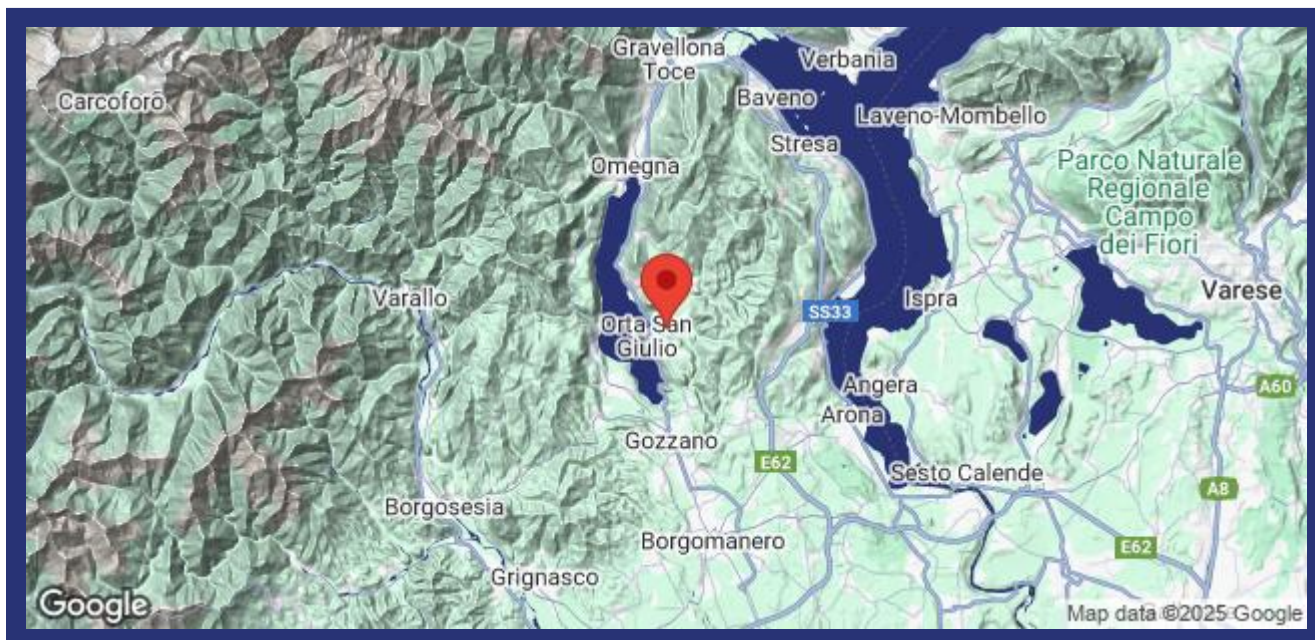 Gravellona
Toce
Verbania
Carcoforo
Baveno
Laveno-Mombello
Stresa
Omegna
Parco Naturale
Regionale
Campo
dei Fiori
Varallo
Ispra
Varese
SS33
Orta San
Giulio
Angera
A60
Arona
Gozzano
E62
Sesto Calende
A8
Borgosesia
Borgomanero
E62
Grignasco
Google
Map data ©2025 Google